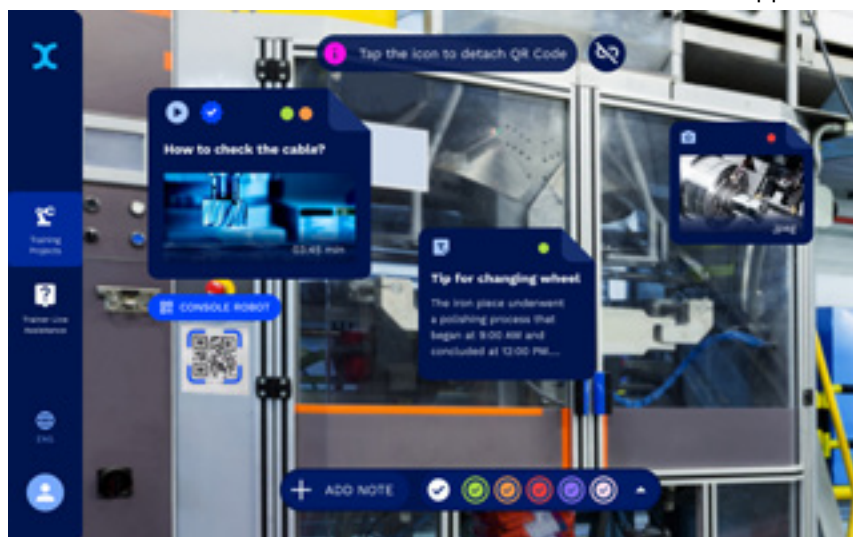 Tap the icon to detach QR Code
How to check the cable?
03:45 min
.jpeg
Training
Projects
Tip for changing wheel
The iron piece underwent
a polishing process that
began at 9:00 AM and
concluded at 12:00 PM....
Trainer Live
Assistance
CONSOLE ROBOT
ENG
ADD NOTE